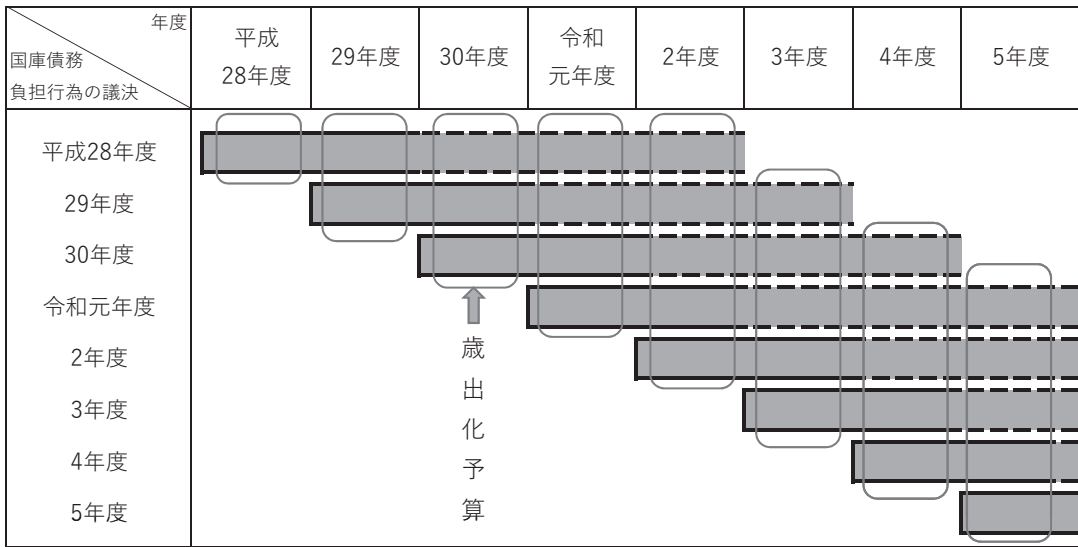 年度
国庫債務
負担行為の議決
平成
28年度
29年度
30年度
令和
元年度
2年度
3年度
4年度
5年度
平成28年度
29年度
30年度
令和元年度
2年度
3年度
4年度
5年度
歳出化予算